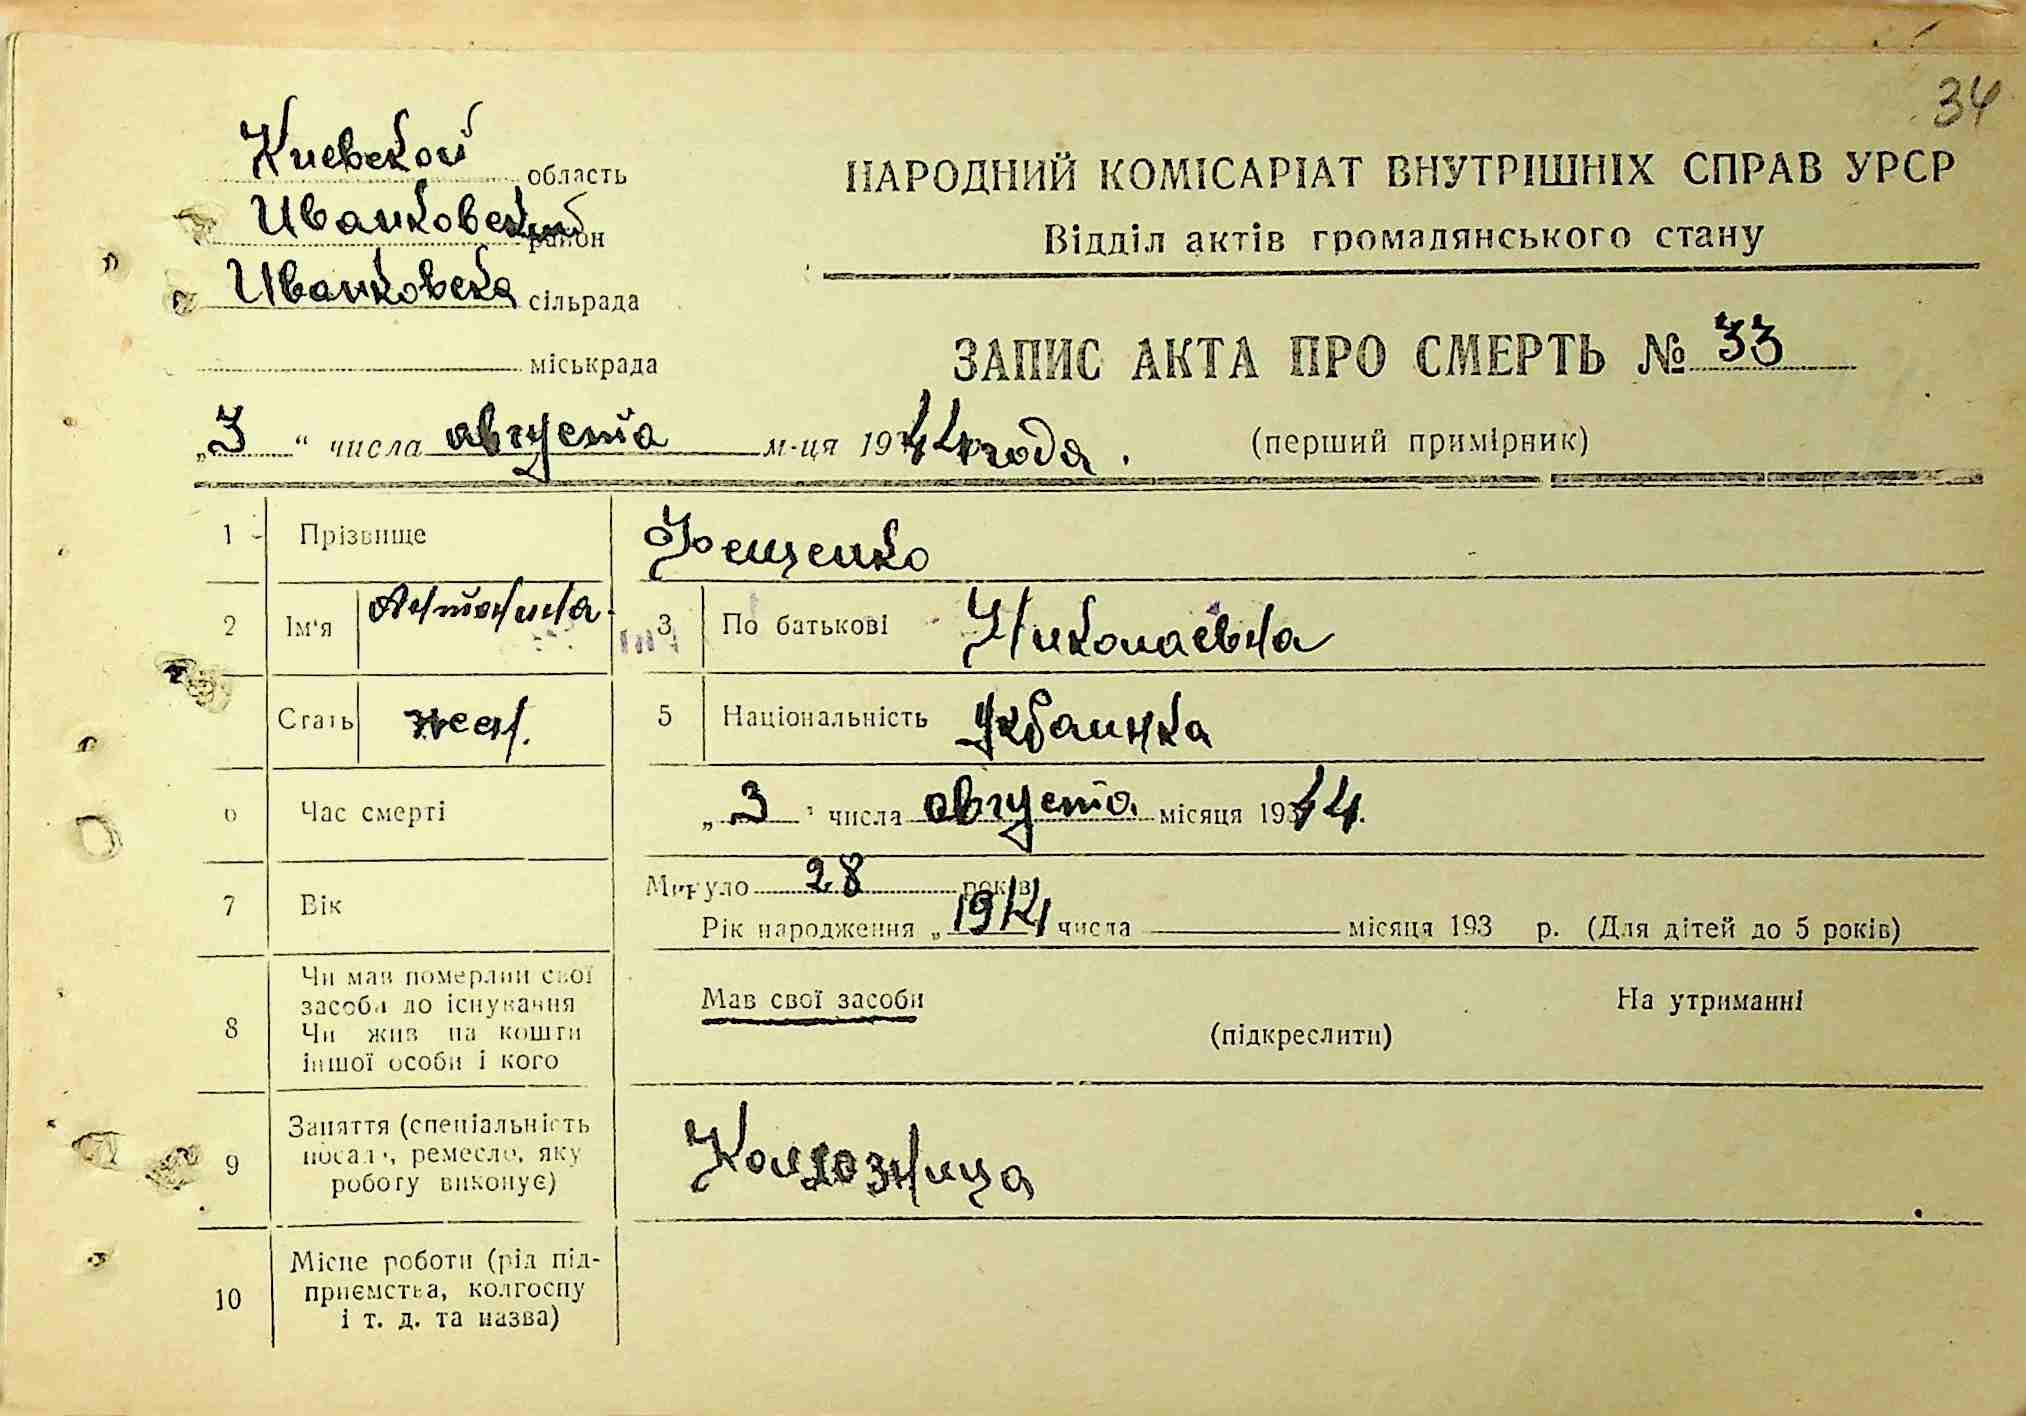 34
Киевской область
Иванковский район
Иванковска сільрада
міськрада
НАРОДНИЙ КОМІСАРІАТ ВНУТРІШНІХ СПРАВ УРСР
Відділ актів громадянського стану
ЗАПИС АКТА ПРО СМЕРТЬ № 33
„3“ числа августа м-ця 1944 года.
(перший примірник)
1 Прізвище Фещенко
2 Ім'я Антонина 3 По батькові Николаевна
Стать жен. 5 Національність Украинка
6 Час смерті „3" числа августа місяця 1944.
7 Вік Минуло 28 років
Рік народження „ числа місяця 193 р. (Для дітей до 5 років)
8 Чи мав померлий свої
засоби до існування
Чи жив на кошти
іншої особи і кого
Мав свої засоби На утриманні
(підкреслити)
9 Заняття (спеціальність
посада, ремесло, яку
роботу виконує)
Колхозница
10 Місце роботи (рід під-
приємства, колгоспу
і т. д. та назва)